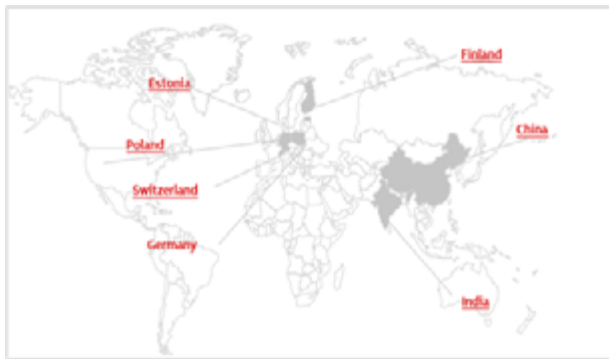 Finland
Estonia
China
Poland
Switzerland
Germany
India